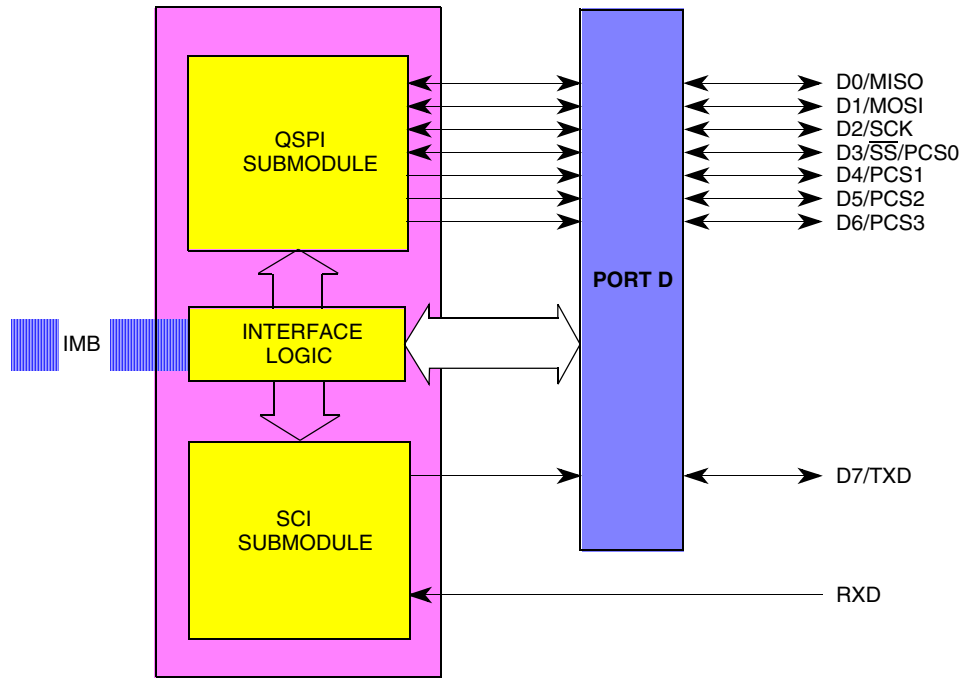 QSPI
SUBMODULE
D0/MISO
D1/MOSI
D2/SCK
D3/S̅S̅/PCS0
D4/PCS1
D5/PCS2
D6/PCS3
PORT D
IMB
INTERFACE
LOGIC
SCI
SUBMODULE
D7/TXD
RXD